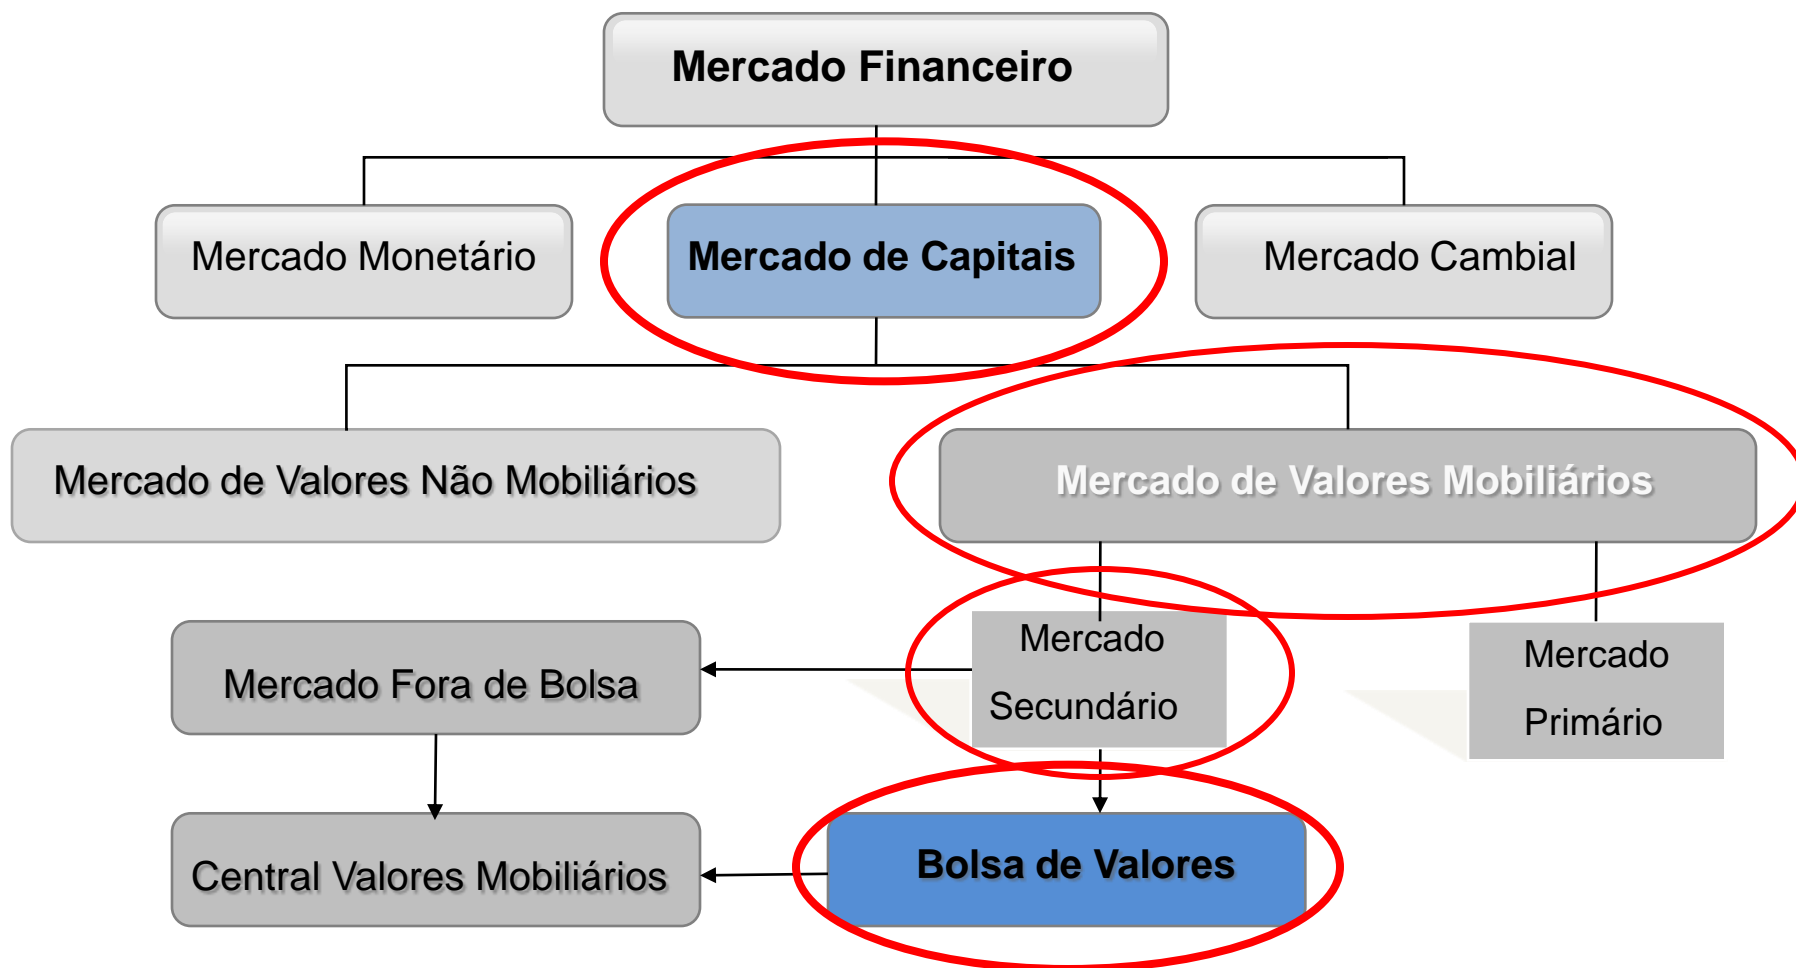 Mercado Financeiro
Mercado Monetário
Mercado de Capitais
Mercado Cambial
Mercado de Valores Não Mobiliários
Mercado de Valores Mobiliários
Mercado Fora de Bolsa
Mercado
Secundário
Mercado
Primário
Central Valores Mobiliários
Bolsa de Valores